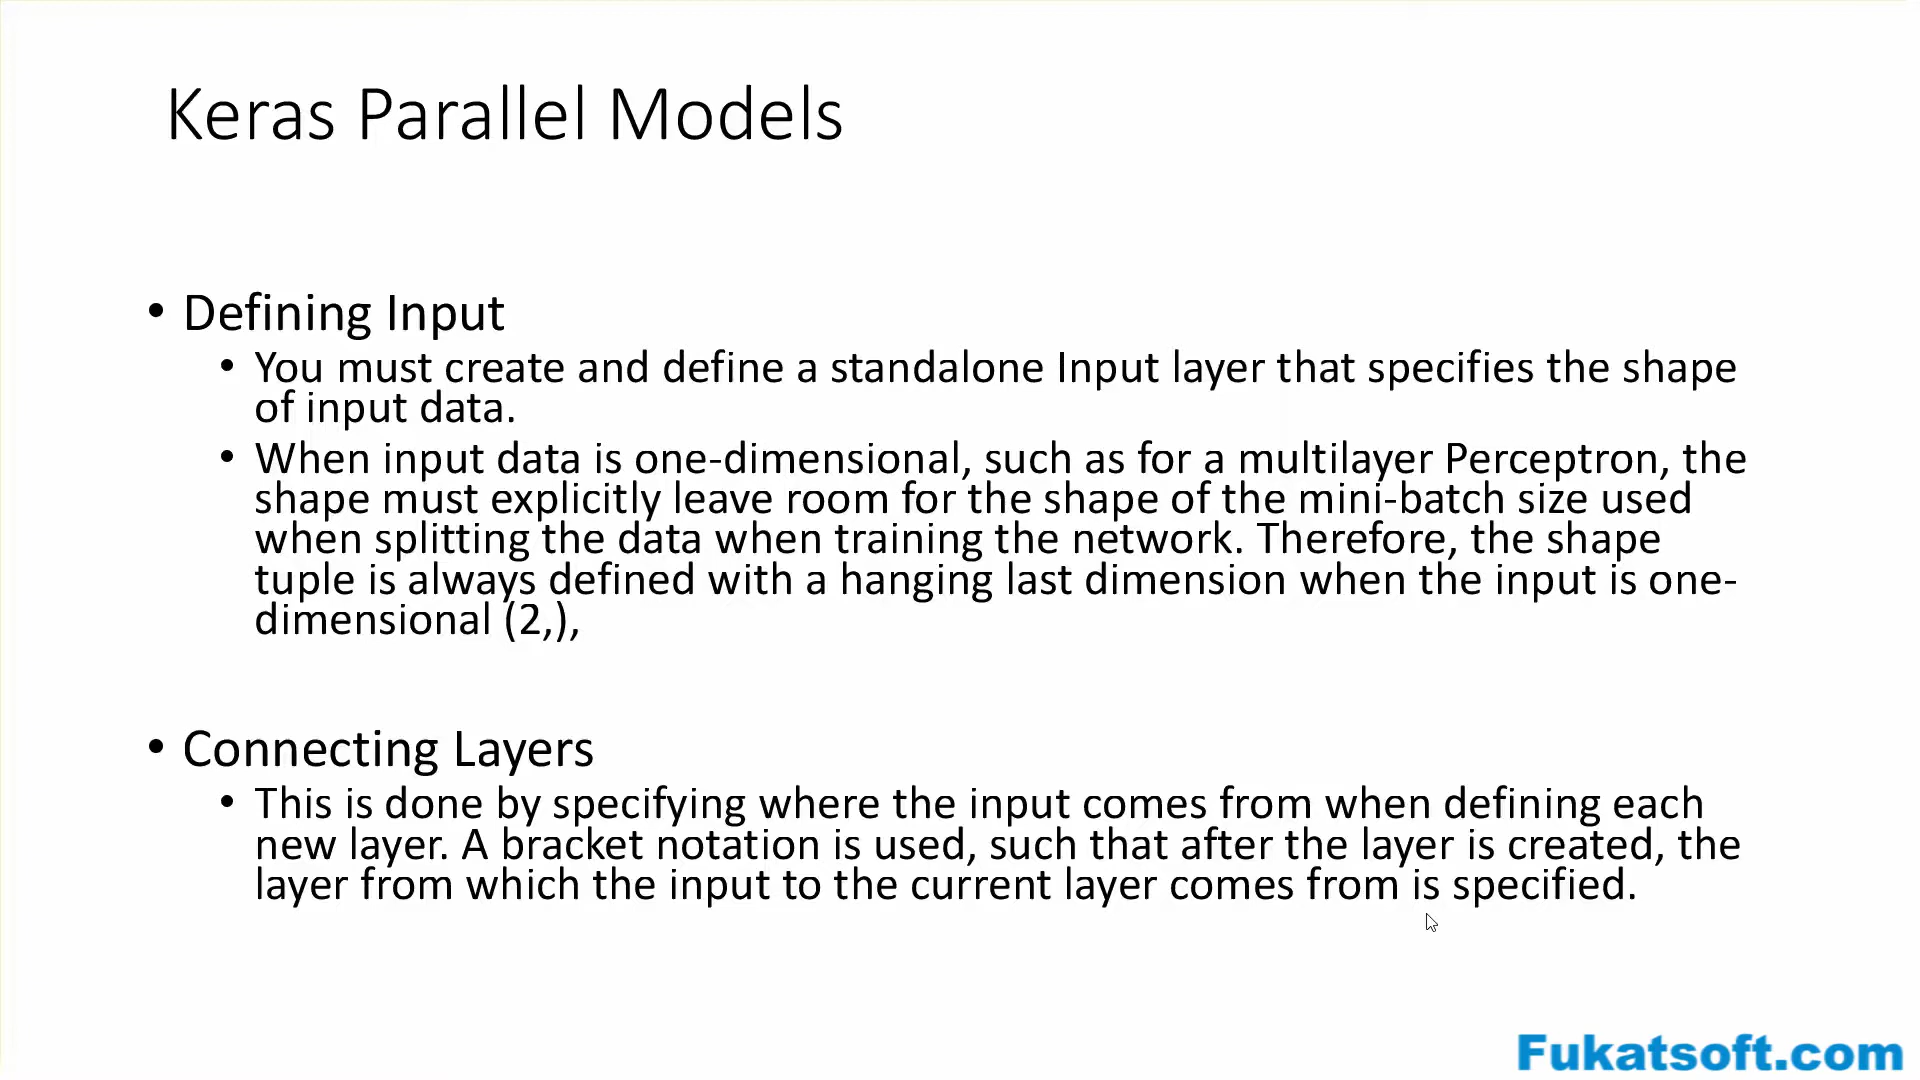 Keras Parallel Models
• Defining Input
• You must create and define a standalone Input layer that specifies the shape
of input data.
• When input data is one-dimensional, such as for a multilayer Perceptron, the
shape must explicitly leave room for the shape of the mini-batch size used
when splitting the data when training the network. Therefore, the shape
tuple is always defined with a hanging last dimension when the input is one-
dimensional (2,),
• Connecting Layers
• This is done by specifying where the input comes from when defining each
new layer. A bracket notation is used, such that after the layer is created, the
layer from which the input to the current layer comes from is specified.
Fukatsoft.com